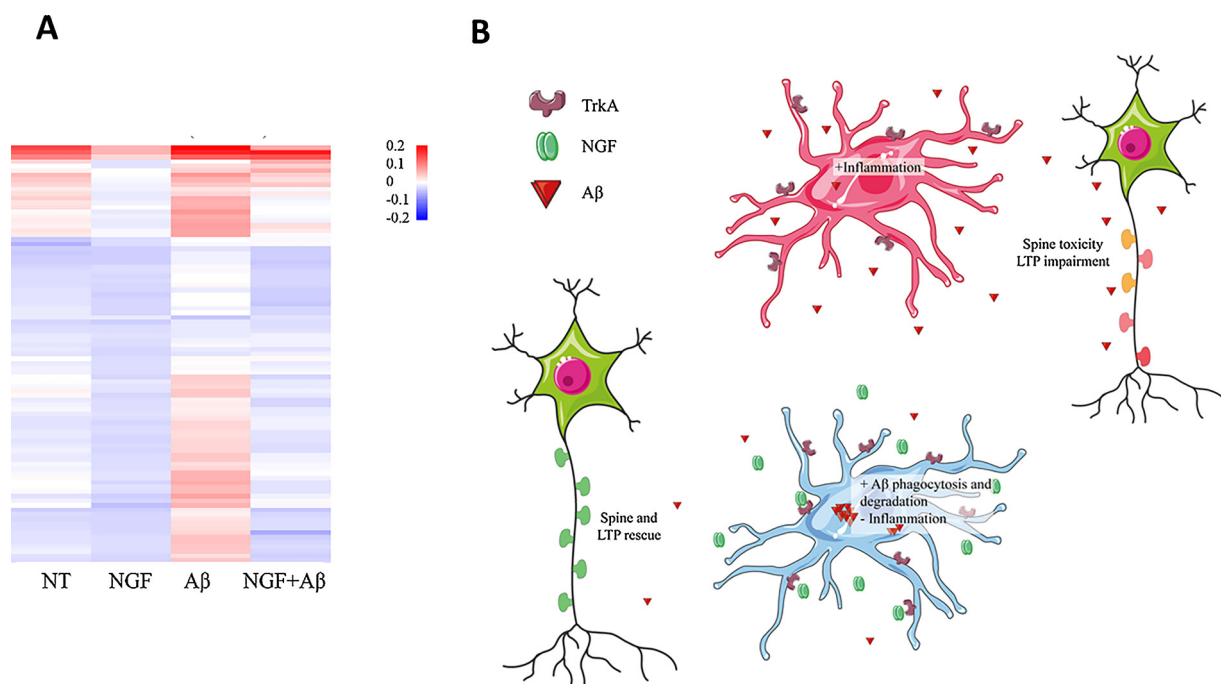 A
B
TrkA
NGF
Aβ
0.2
0.1
0
-0.1
-0.2
NT
NGF
Aβ
NGF+Aβ
+Inflammation
Spine toxicity
LTP impairment
Spine and
LTP rescue
+ Aβ phagocytosis and
degradation
- Inflammation